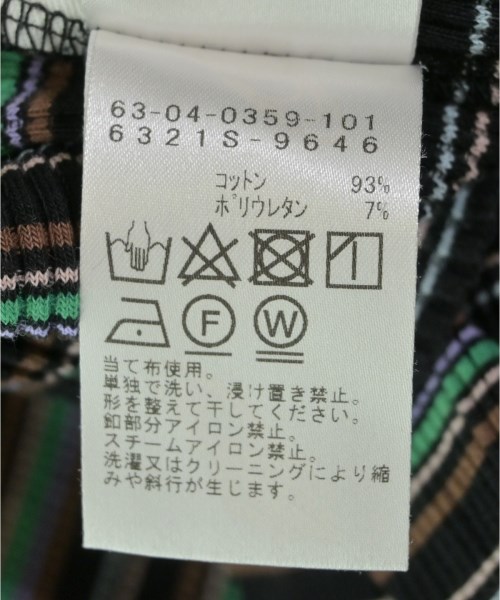 63-04-0359-101
6321S-9646
コットン 93%
ポリウレタン 7%
F W
当て布使用。
単独で洗い、浸け置き禁止。
形を整えて干してください。
釦部分アイロン禁止。
スチームアイロン禁止。
洗濯又はクリーニングにより縮
みや斜行が生じます。